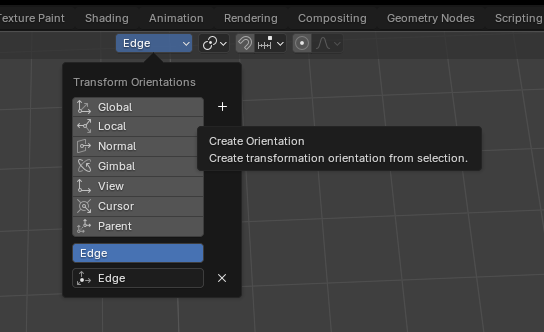 Texture Paint Shading Animation Rendering Compositing Geometry Nodes Scripting
Edge
Transform Orientations
Global
Local
Normal
Gimbal
View
Cursor
Parent
Edge
Edge
Create Orientation
Create transformation orientation from selection.